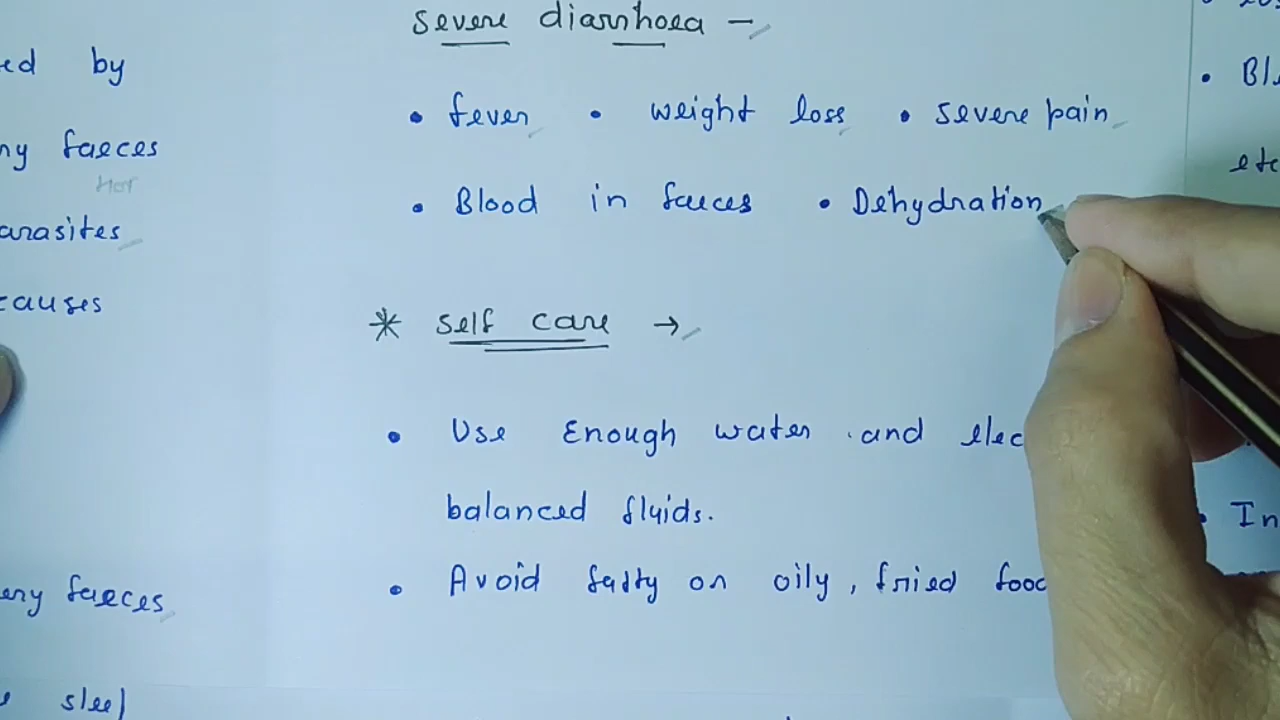 severe diarrhoea -
• fever • weight loss • severe pain
• Blood in faeces • Dehydration
* self care →
• Use Enough water and elec
balanced fluids.
• Avoid fatty or oily, fried food
ed by
ny faeces
arasites
causes
ery faeces
sleep
• Bl
etc
• In